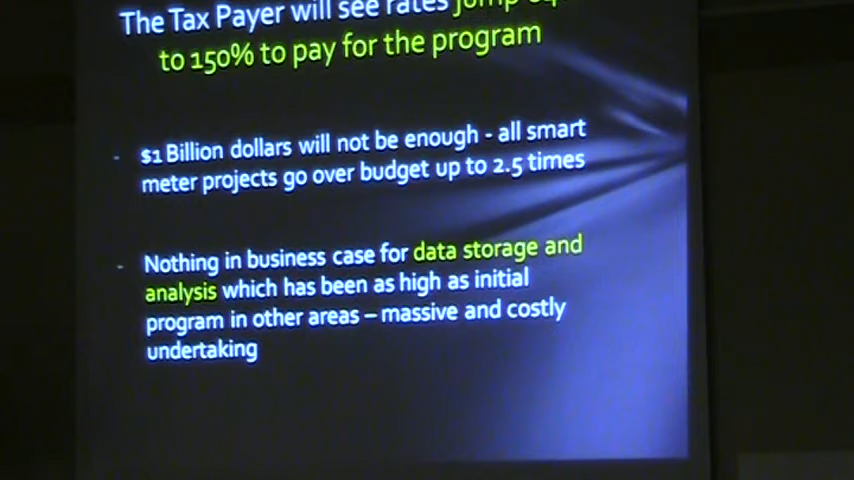 The Tax Payer will see rates jump
to 150% to pay for the program
- $1 Billion dollars will not be enough - all smart
meter projects go over budget up to 2.5 times
- Nothing in business case for data storage and
analysis which has been as high as initial
program in other areas – massive and costly
undertaking